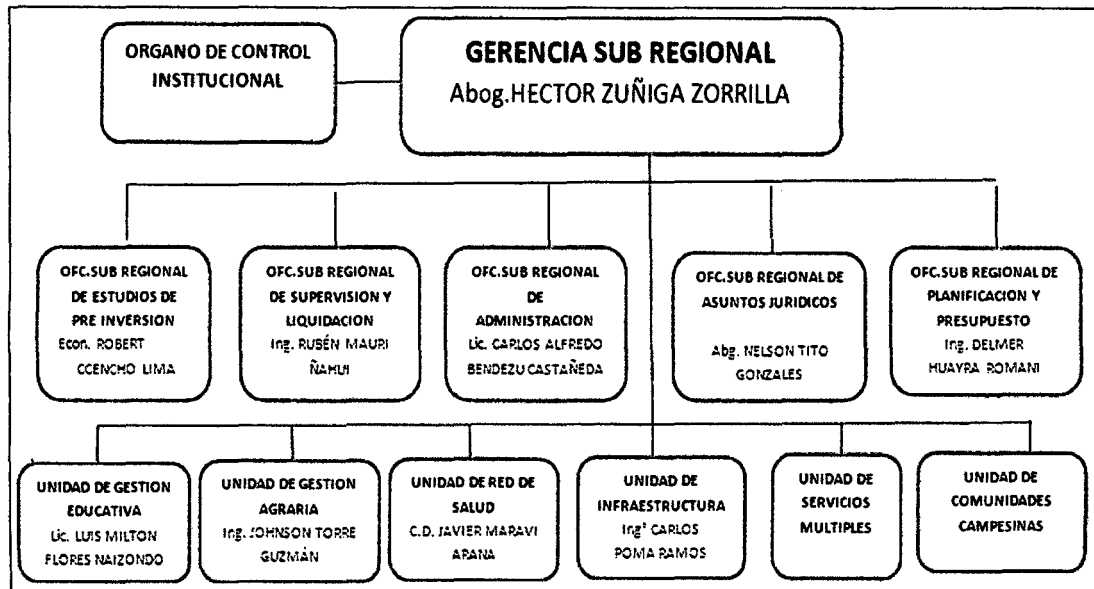 ORGANO DE CONTROL
INSTITUCIONAL
GERENCIA SUB REGIONAL
Abog.HECTOR ZUÑIGA ZORRILLA
OFC.SUB REGIONAL
DE ESTUDIOS DE
PRE INVERSION
Econ. ROBERT
CCENCHO LIMA
OFC.SUB REGIONAL
DE SUPERVISION Y
LIQUIDACION
Ing. RUBÉN MAURI
ÑAHUI
OFC.SUB REGIONAL
DE
ADMINISTRACION
Lic. CARLOS ALFREDO
BENDEZU CASTAÑEDA
OFC.SUB REGIONAL DE
ASUNTOS JURIDICOS
Abg. NELSON TITO
GONZALES
OFC.SUB REGIONAL DE
PLANIFICACION Y
PRESUPUESTO
Ing. DELMER
HUAYRA ROMANI
UNIDAD DE GESTION
EDUCATIVA
Lic. LUIS MILTON
FLORES NAIZONDO
UNIDAD DE GESTION
AGRARIA
Ing. JOHNSON TORRE
GUZMÁN
UNIDAD DE RED DE
SALUD
C.D. JAVIER MARAVI
ARANA
UNIDAD DE
INFRAESTRUCTURA
Ing° CARLOS
POMA RAMOS
UNIDAD DE
SERVICIOS
MULTIPLES
UNIDAD DE
COMUNIDADES
CAMPESINAS